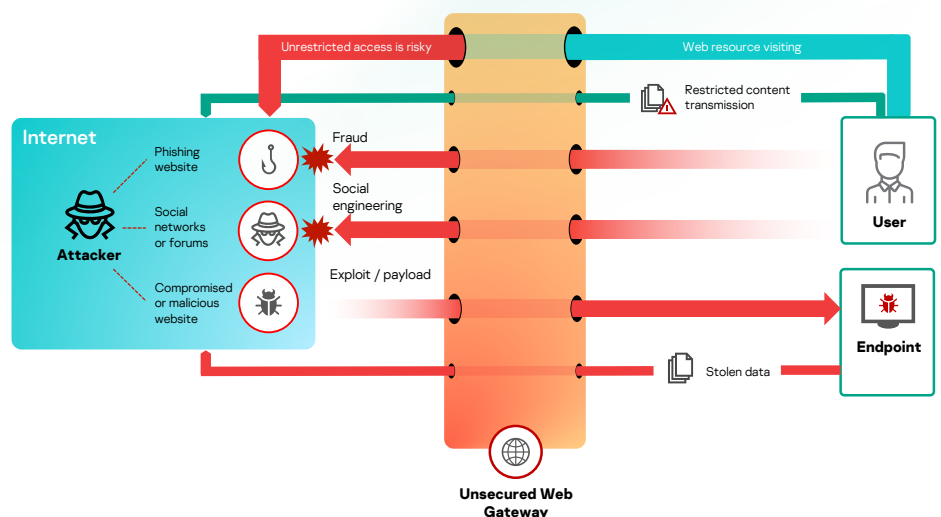 Unrestricted access is risky
Web resource visiting
Restricted content
transmission
Internet
Phishing
website
Fraud
Social
engineering
Social
networks
or forums
Attacker
User
Exploit / payload
Compromised
or malicious
website
Endpoint
Stolen data
Unsecured Web
Gateway